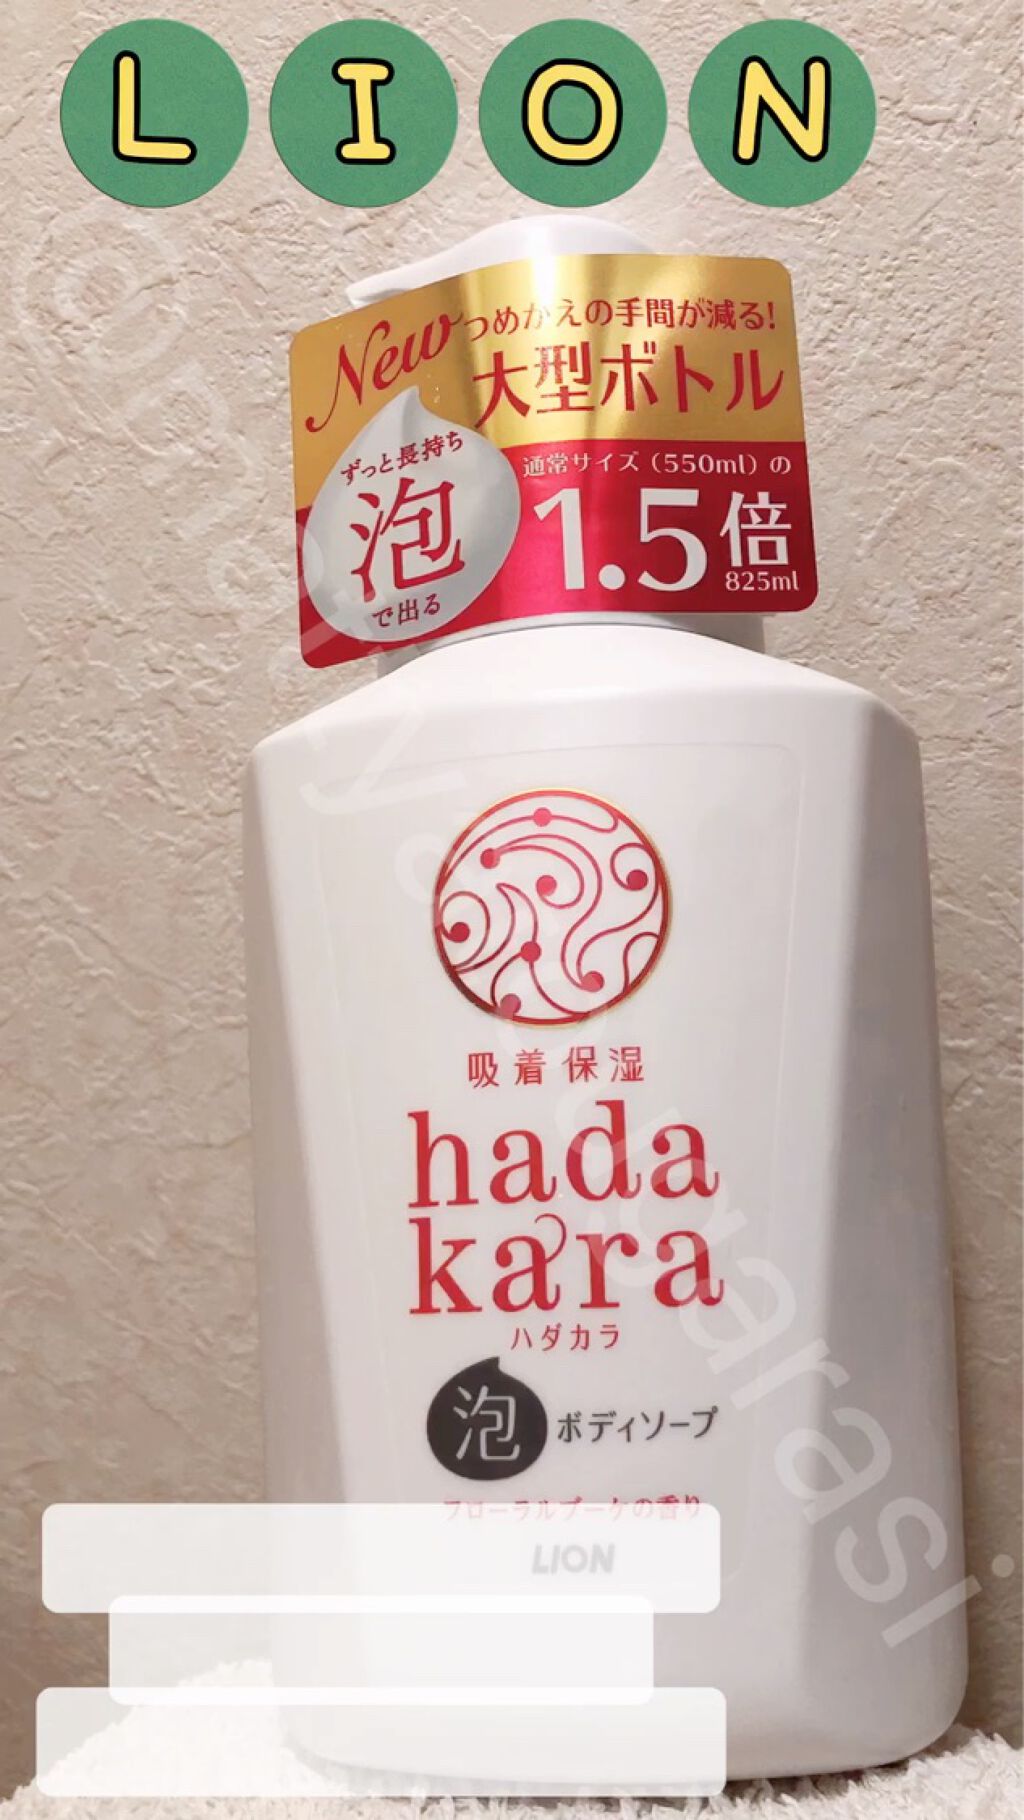 LION
New
つめかえの手間が減る!
大型ボトル
ずっと長持ち
泡
で出る
通常サイズ(550ml)の
1.5倍
825ml
吸着保湿
hada
kara
ハダカラ
泡 ボディソープ
フローラルブーケの香り
LION